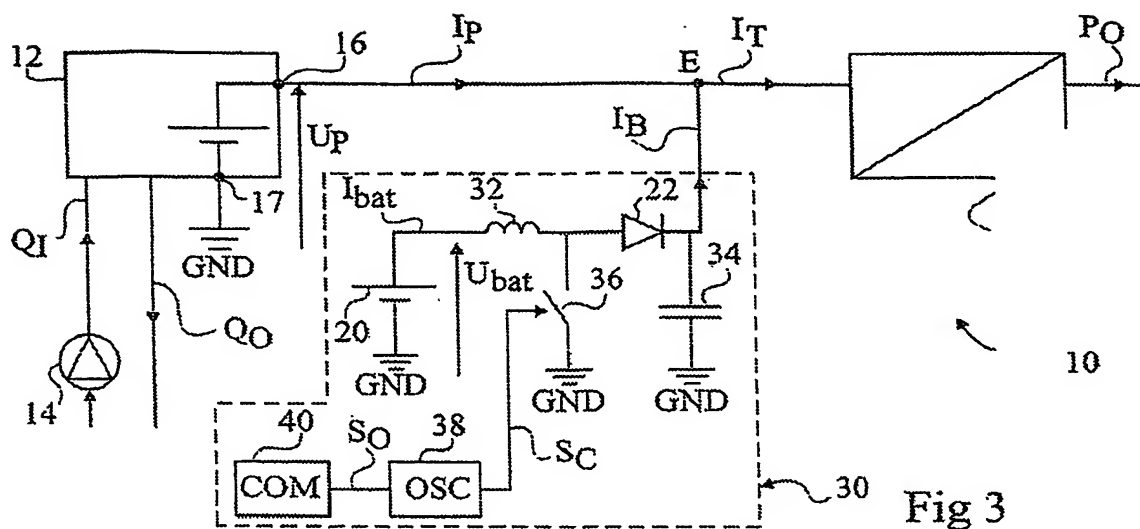 12
16
IP
E
IT
PO
UP
IB
17
Ibat
32
22
QI
GND
Ubat
36
34
QO
20
14
GND
GND
GND
10
40
SO
38
SC
COM
OSC
30
Fig 3